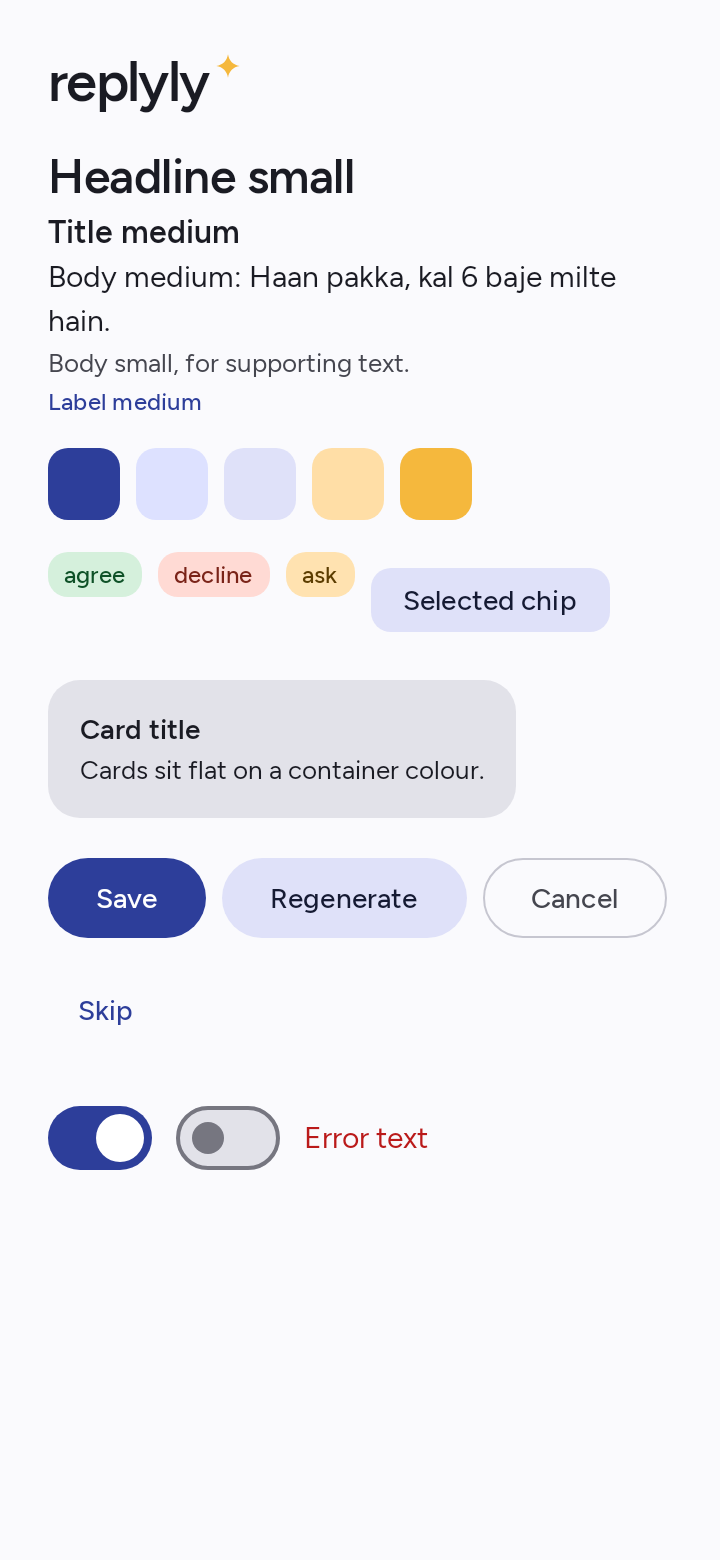 replyly
Headline small
Title medium
Body medium: Haan pakka, kal 6 baje milte
hain.
Body small, for supporting text.
Label medium
agree decline ask Selected chip
Card title
Cards sit flat on a container colour.
Save Regenerate Cancel
Skip
Error text